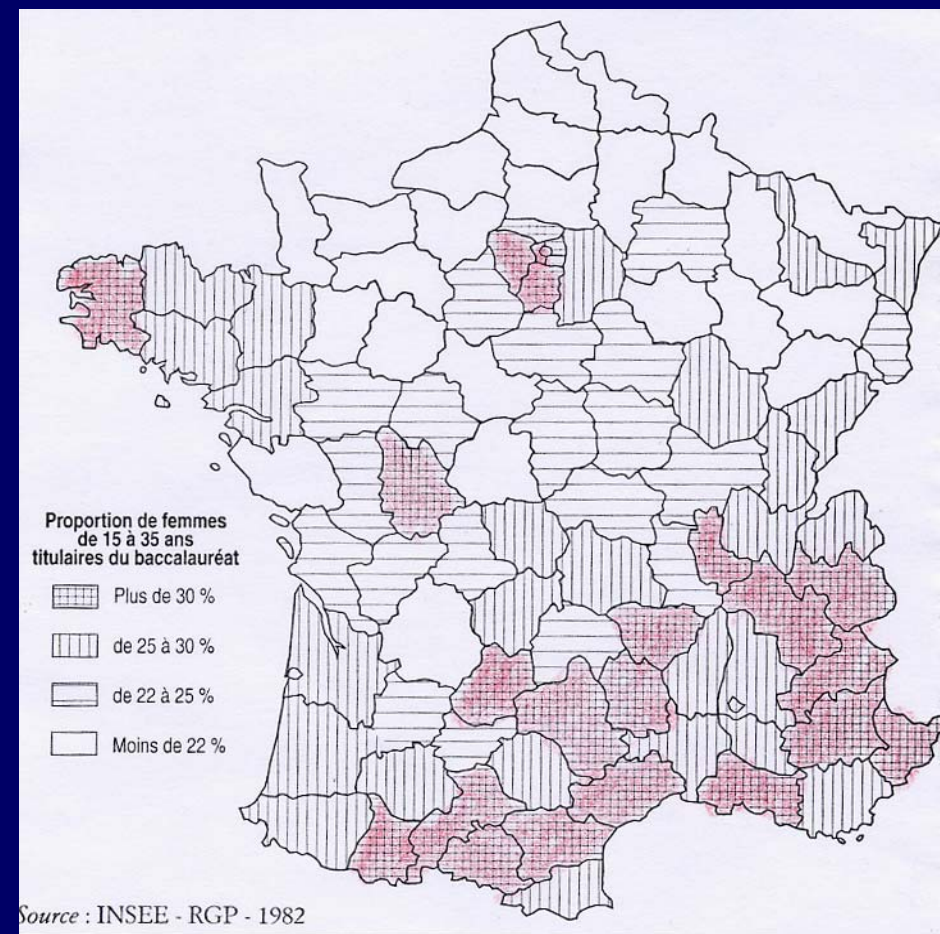 Proportion de femmes
de 15 à 35 ans
titulaires du baccalauréat
Plus de 30 %
de 25 à 30 %
de 22 à 25 %
Moins de 22 %
Source : INSEE - RGP - 1982